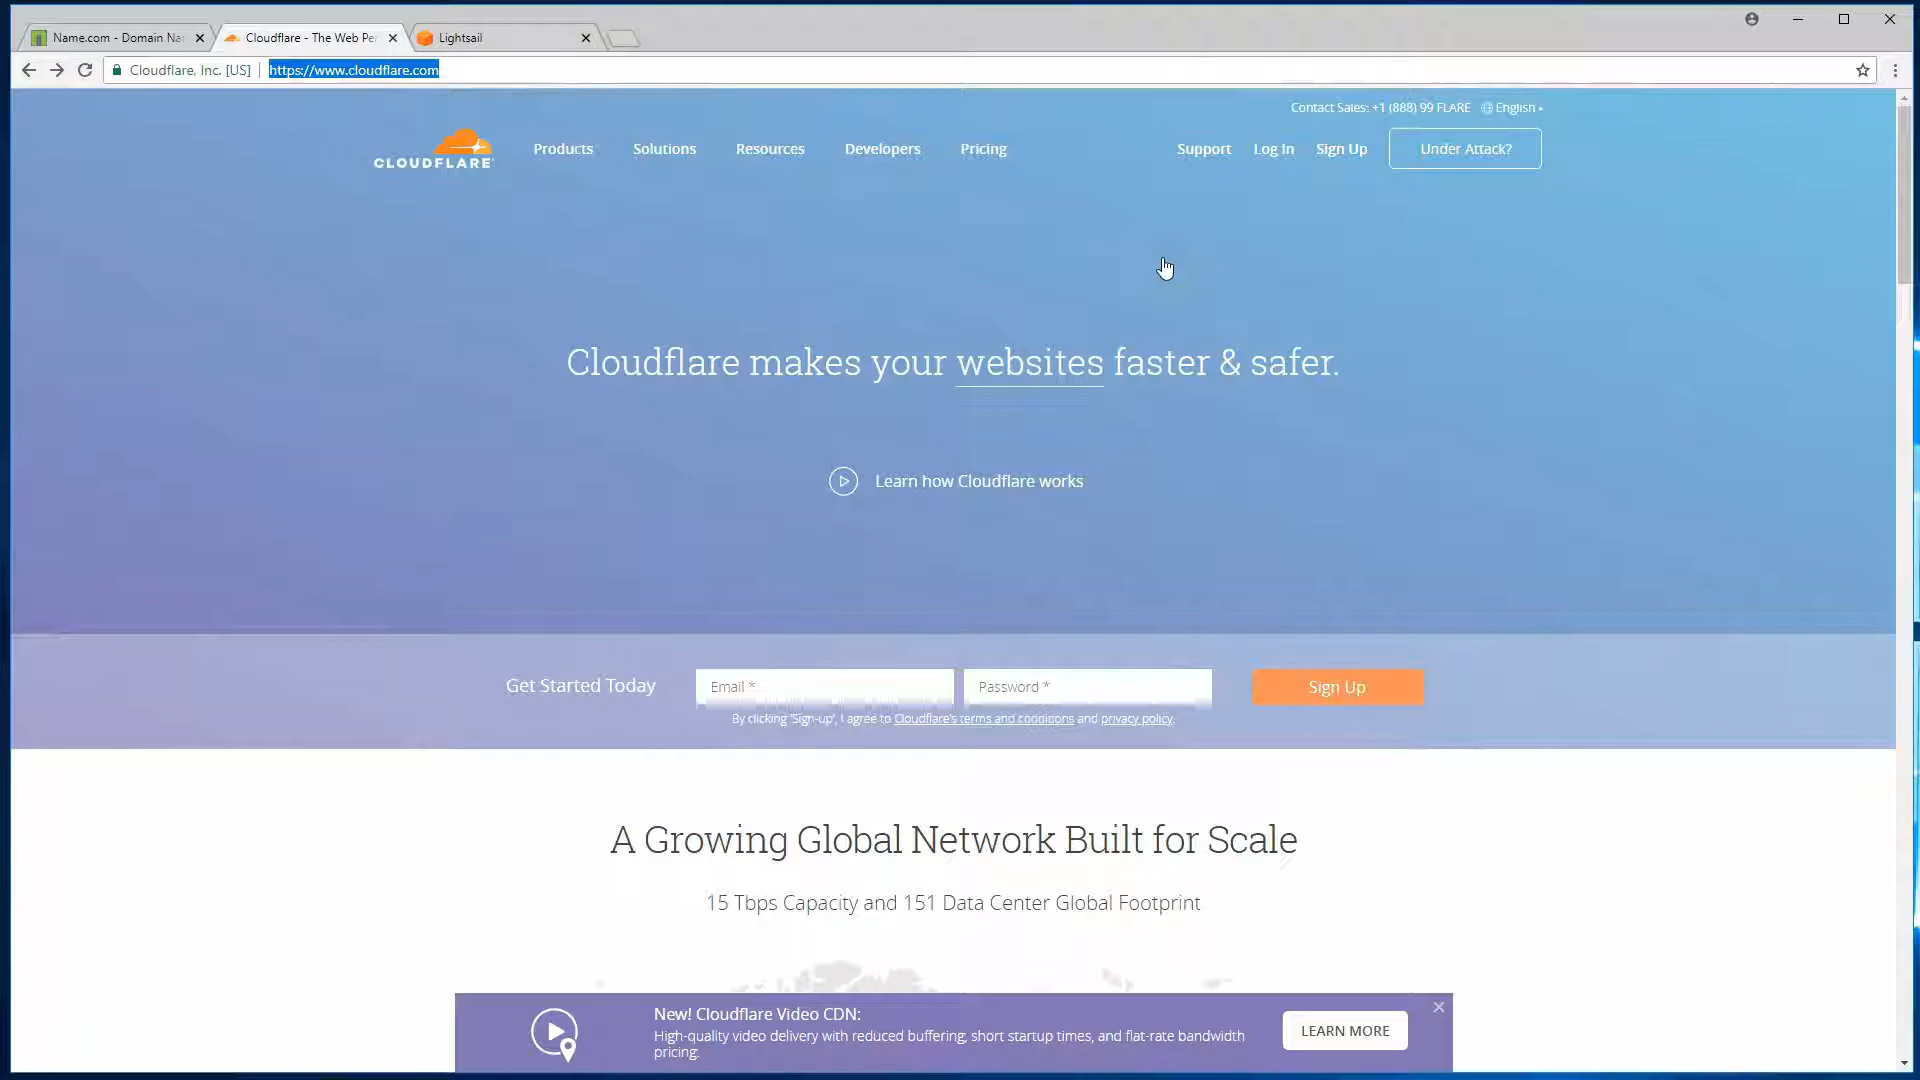 Name.com - Domain Na
Cloudflare - The Web Pe
Lightsail
Cloudflare, Inc. [US]
https://www.cloudflare.com
Contact Sales: +1 (888) 99 FLARE
English
CLOUDFLARE
Products
Solutions
Resources
Developers
Pricing
Support
Log In
Sign Up
Under Attack?
Cloudflare makes your websites faster & safer.
Learn how Cloudflare works
Get Started Today
Email *
Password *
Sign Up
By clicking 'Sign-up', I agree to Cloudflare's terms and conditions and privacy policy.
A Growing Global Network Built for Scale
15 Tbps Capacity and 151 Data Center Global Footprint
New! Cloudflare Video CDN:
High-quality video delivery with reduced buffering, short startup times, and flat-rate bandwidth
pricing.
LEARN MORE